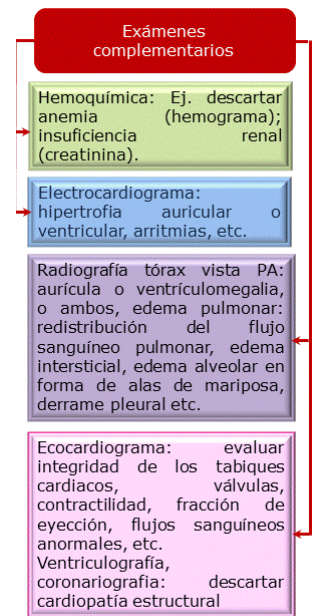 Exámenes
complementarios
Hemoquímica: Ej. descartar
anemia (hemograma);
insuficiencia renal
(creatinina).
Electrocardiograma:
hipertrofia auricular o
ventricular, arritmias, etc.
Radiografía tórax vista PA:
aurícula o ventrículomegalia,
o ambos, edema pulmonar:
redistribución del flujo
sanguíneo pulmonar, edema
intersticial, edema alveolar en
forma de alas de mariposa,
derrame pleural etc.
Ecocardiograma: evaluar
integridad de los tabiques
cardiacos, válvulas,
contractilidad, fracción de
eyección, flujos sanguíneos
anormales, etc.
Ventriculografía,
coronariografia: descartar
cardiopatía estructural